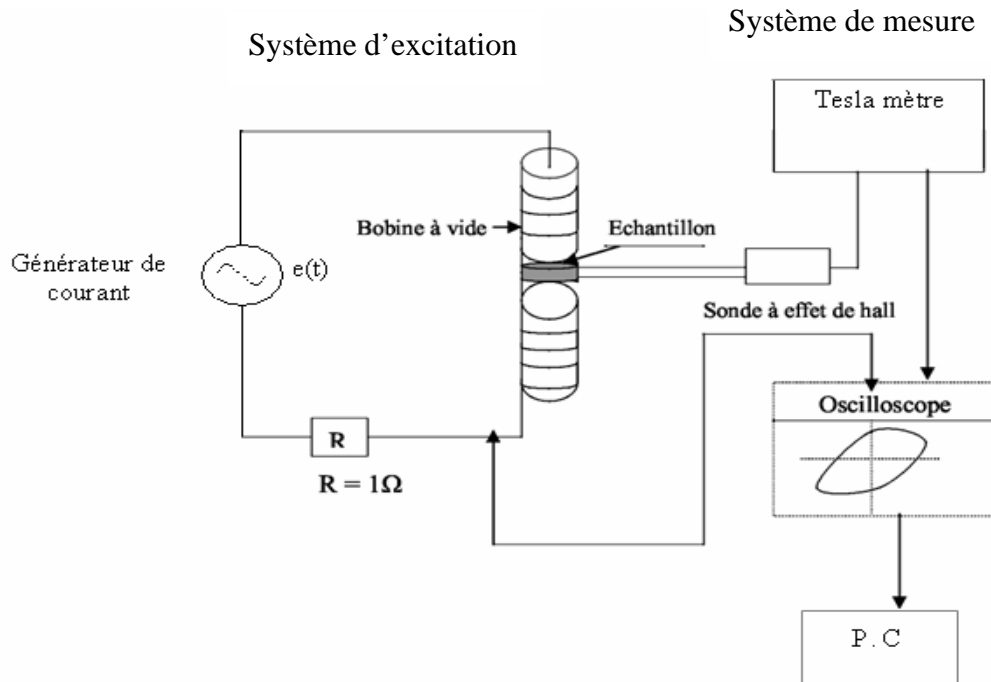 Système d’excitation
Système de mesure
Tesla mètre
Bobine à vide
Echantillon
Générateur de
courant
e(t)
Sonde à effet de hall
Oscilloscope
R
R = 1Ω
P.C